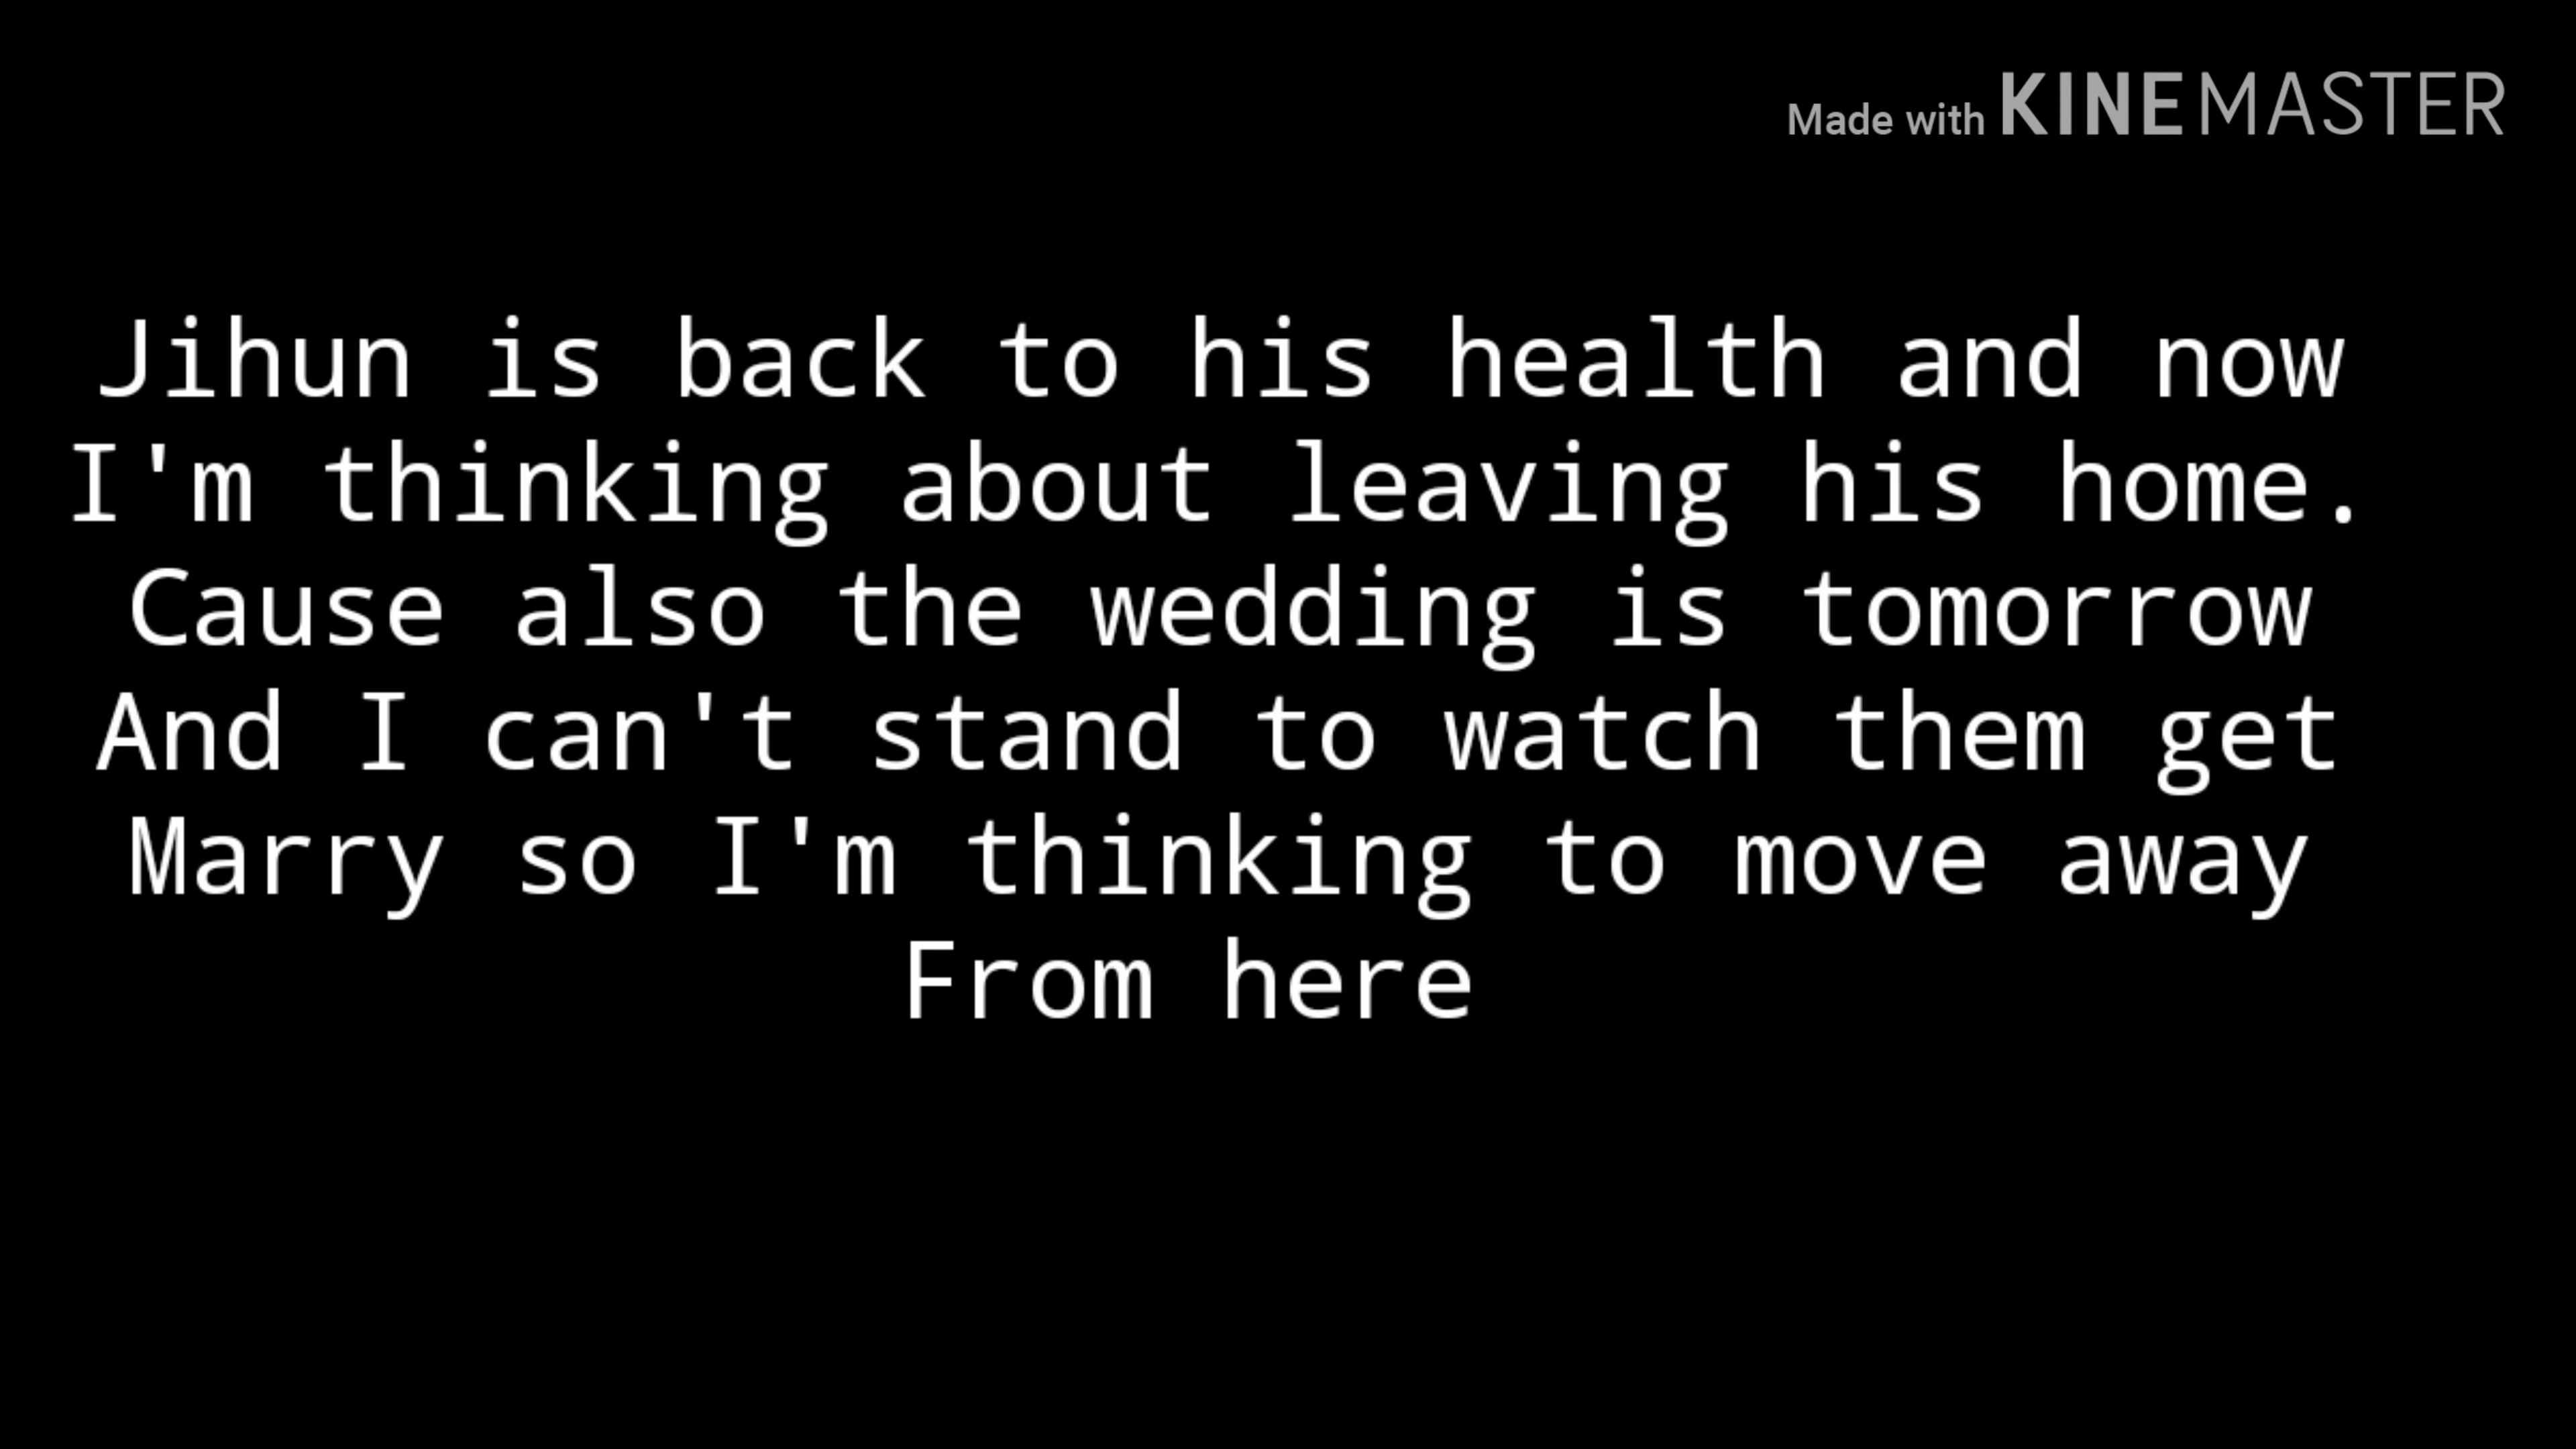 Made with KINEMASTER
Jihun is back to his health and now
I'm thinking about leaving his home.
Cause also the wedding is tomorrow
And I can't stand to watch them get
Marry so I'm thinking to move away
From here